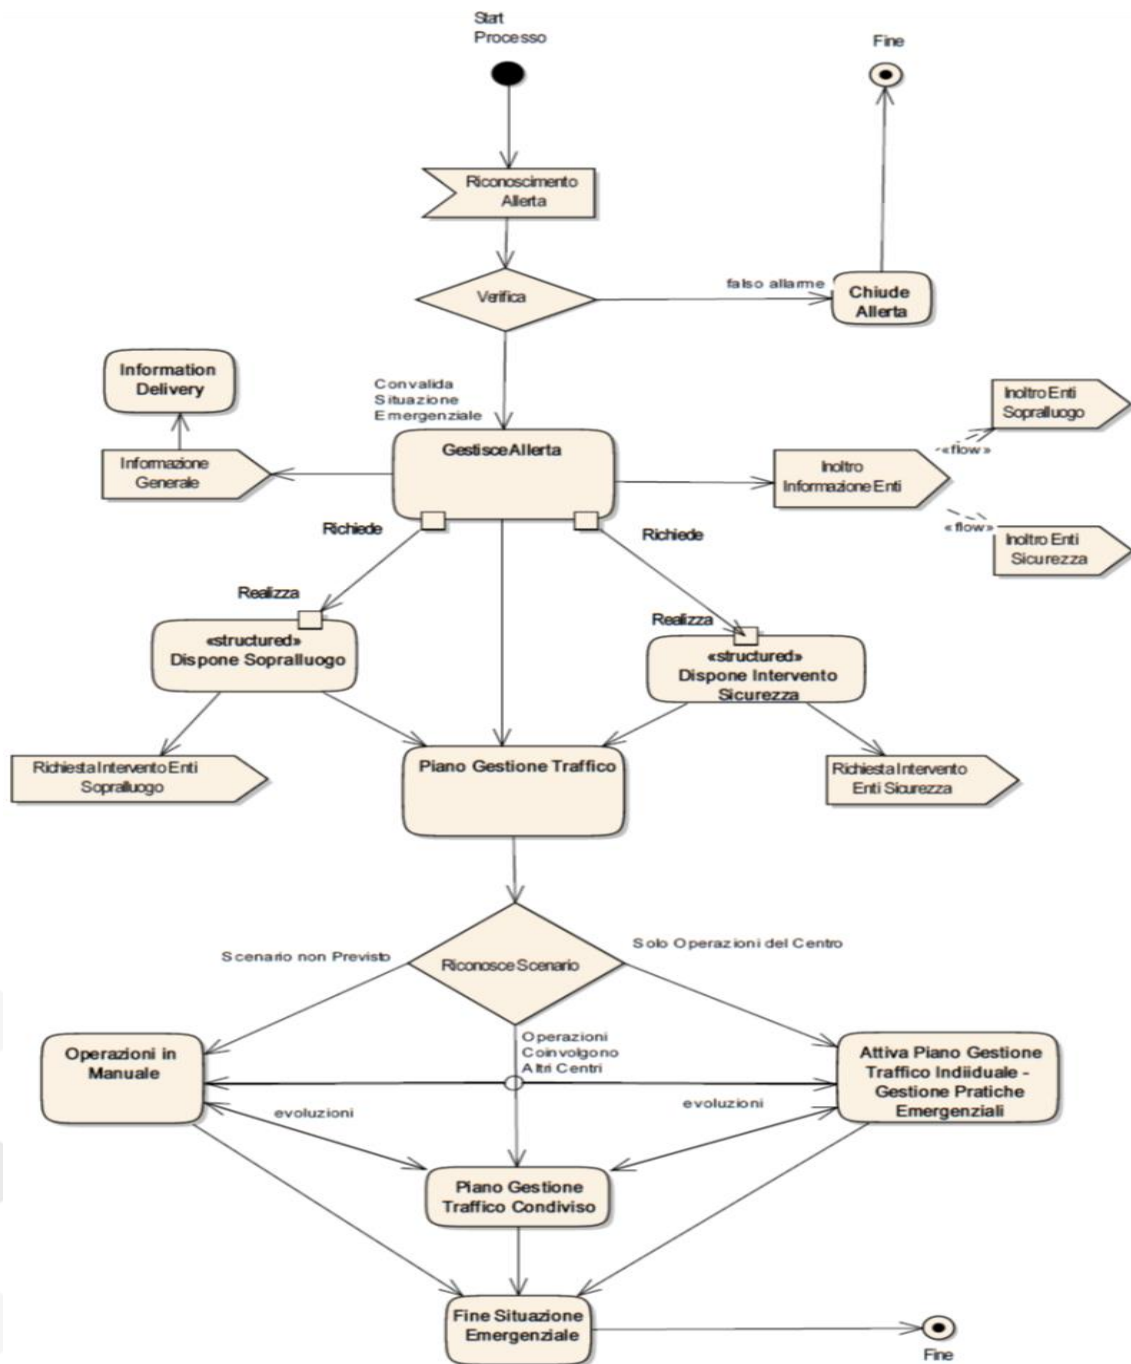 Start
Processo
Fine
Riconoscimento
Allerta
Verifica
falso allarme
Chiude
Allerta
Information
Delivery
Convalida
Situazione
Emergenziale
Inoltro Enti
Sopralluogo
Gestisce Allerta
«flow»
Informazione
Generale
Inoltro
Informazione Enti
«flow»
Inoltro Enti
Sicurezza
Richiede
Richiede
Realizza
Realizza
«structured»
Dispone Sopralluogo
«structured»
Dispone Intervento
Sicurezza
Richiesta Intervento Enti
Sopralluogo
Piano Gestione Traffico
Richiesta Intervento
Enti Sicurezza
Scenario non Previsto
Riconosce Scenario
Solo Operazioni del Centro
Operazioni
Coinvolgono
Altri Centri
Operazioni in
Manuale
Attiva Piano Gestione
Traffico Indiiduale -
Gestione Pratiche
Emergenziali
evoluzioni
evoluzioni
Piano Gestione
Traffico Condiviso
Fine Situazione
Emergenziale
Fine